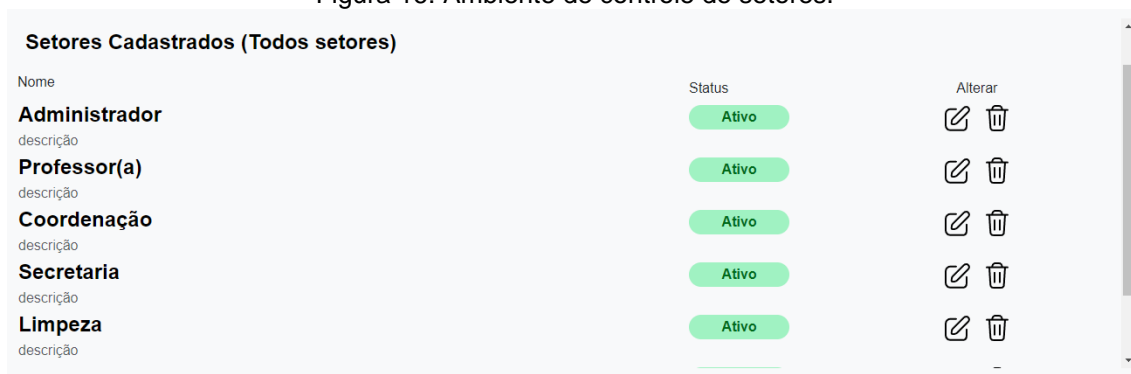 Setores Cadastrados (Todos setores)
Nome Status Alterar
Administrador Ativo
descrição
Professor(a) Ativo
descrição
Coordenação Ativo
descrição
Secretaria Ativo
descrição
Limpeza Ativo
descrição